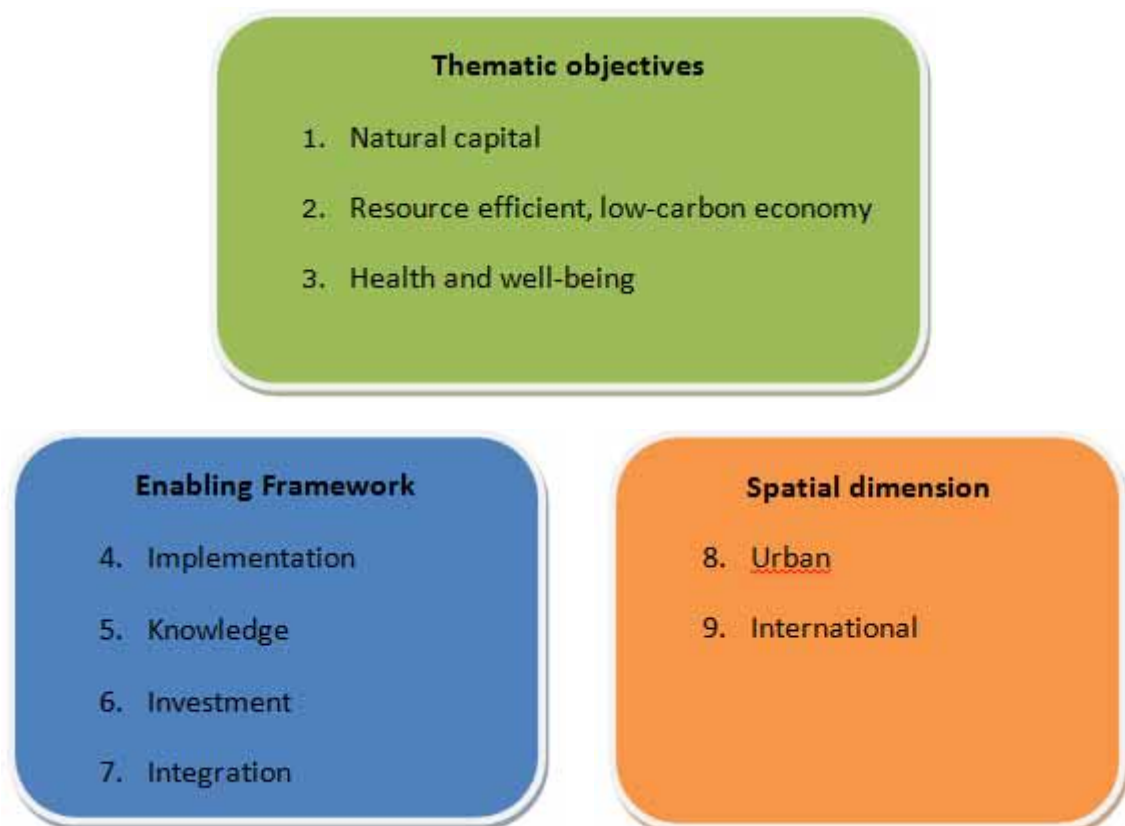 Thematic objectives
1. Natural capital
2. Resource efficient, low-carbon economy
3. Health and well-being
Enabling Framework
4. Implementation
5. Knowledge
6. Investment
7. Integration
Spatial dimension
8. Urban
9. International